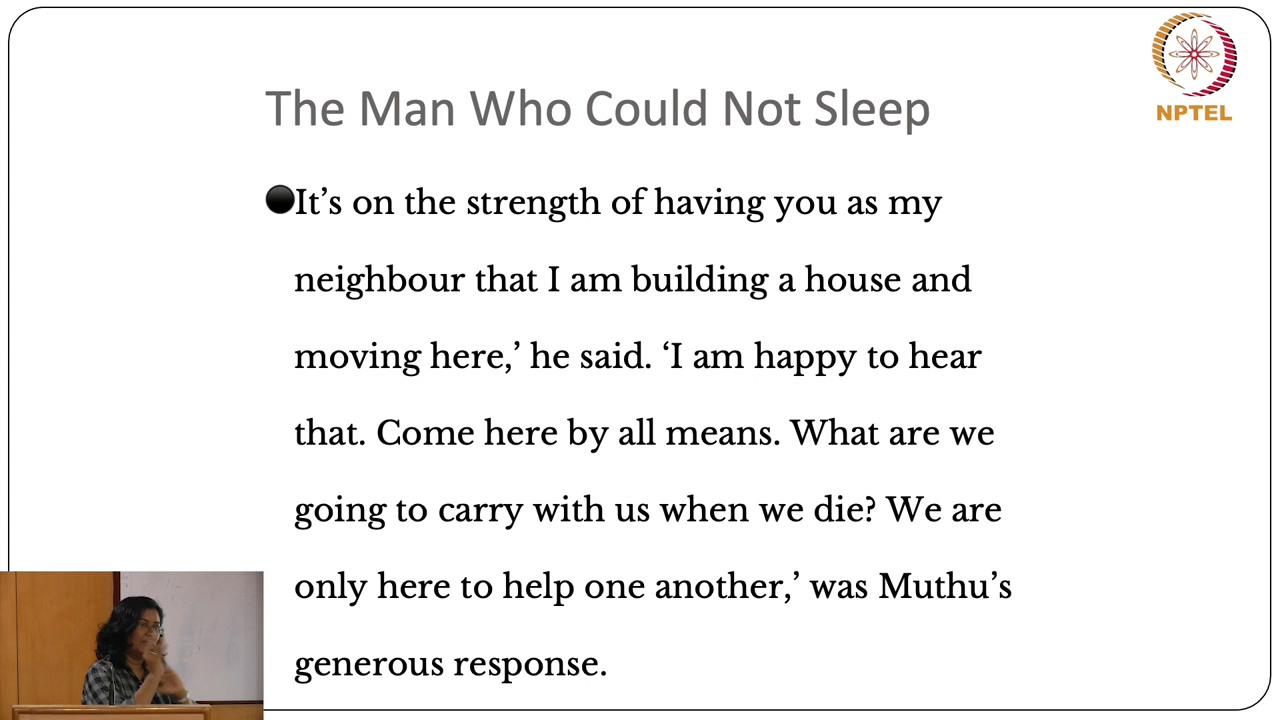 NPTEL
The Man Who Could Not Sleep
It’s on the strength of having you as my
neighbour that I am building a house and
moving here,’ he said. ‘I am happy to hear
that. Come here by all means. What are we
going to carry with us when we die? We are
only here to help one another,’ was Muthu’s
generous response.